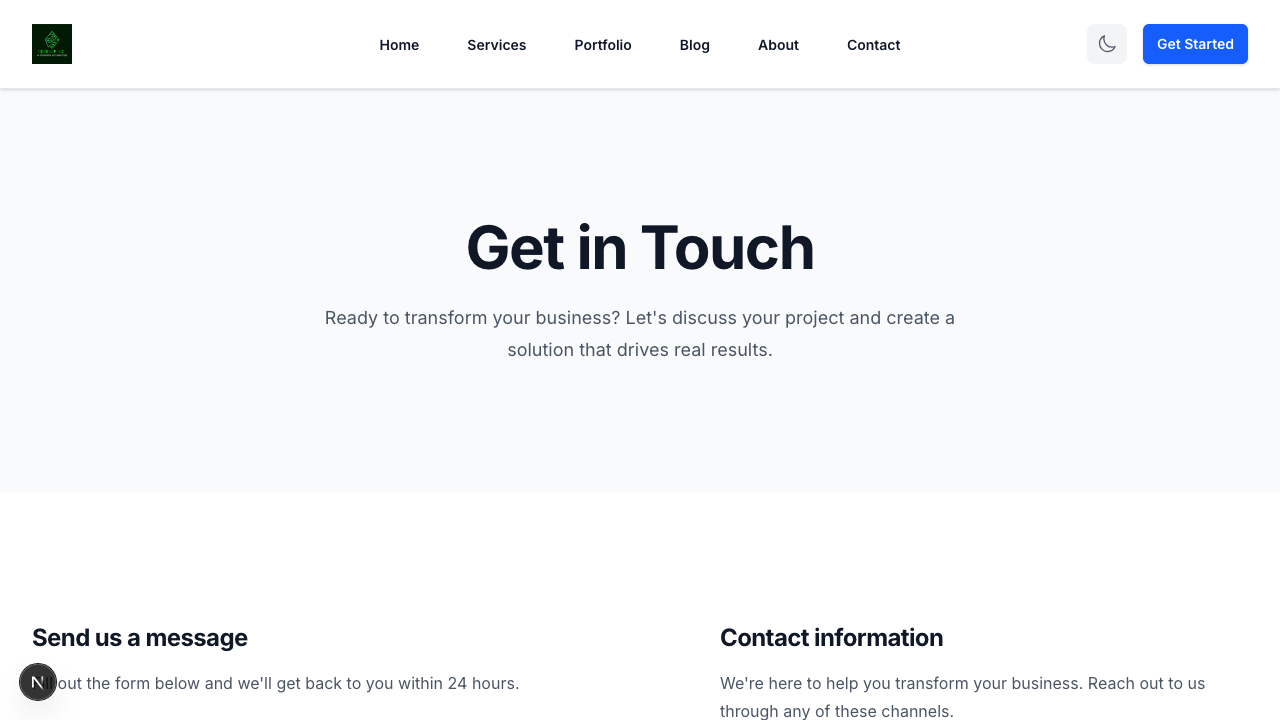 Home
Services
Portfolio
Blog
About
Contact
Get Started
Get in Touch
Ready to transform your business? Let's discuss your project and create a
solution that drives real results.
Send us a message
Contact information
N
out the form below and we'll get back to you within 24 hours.
We're here to help you transform your business. Reach out to us
through any of these channels.